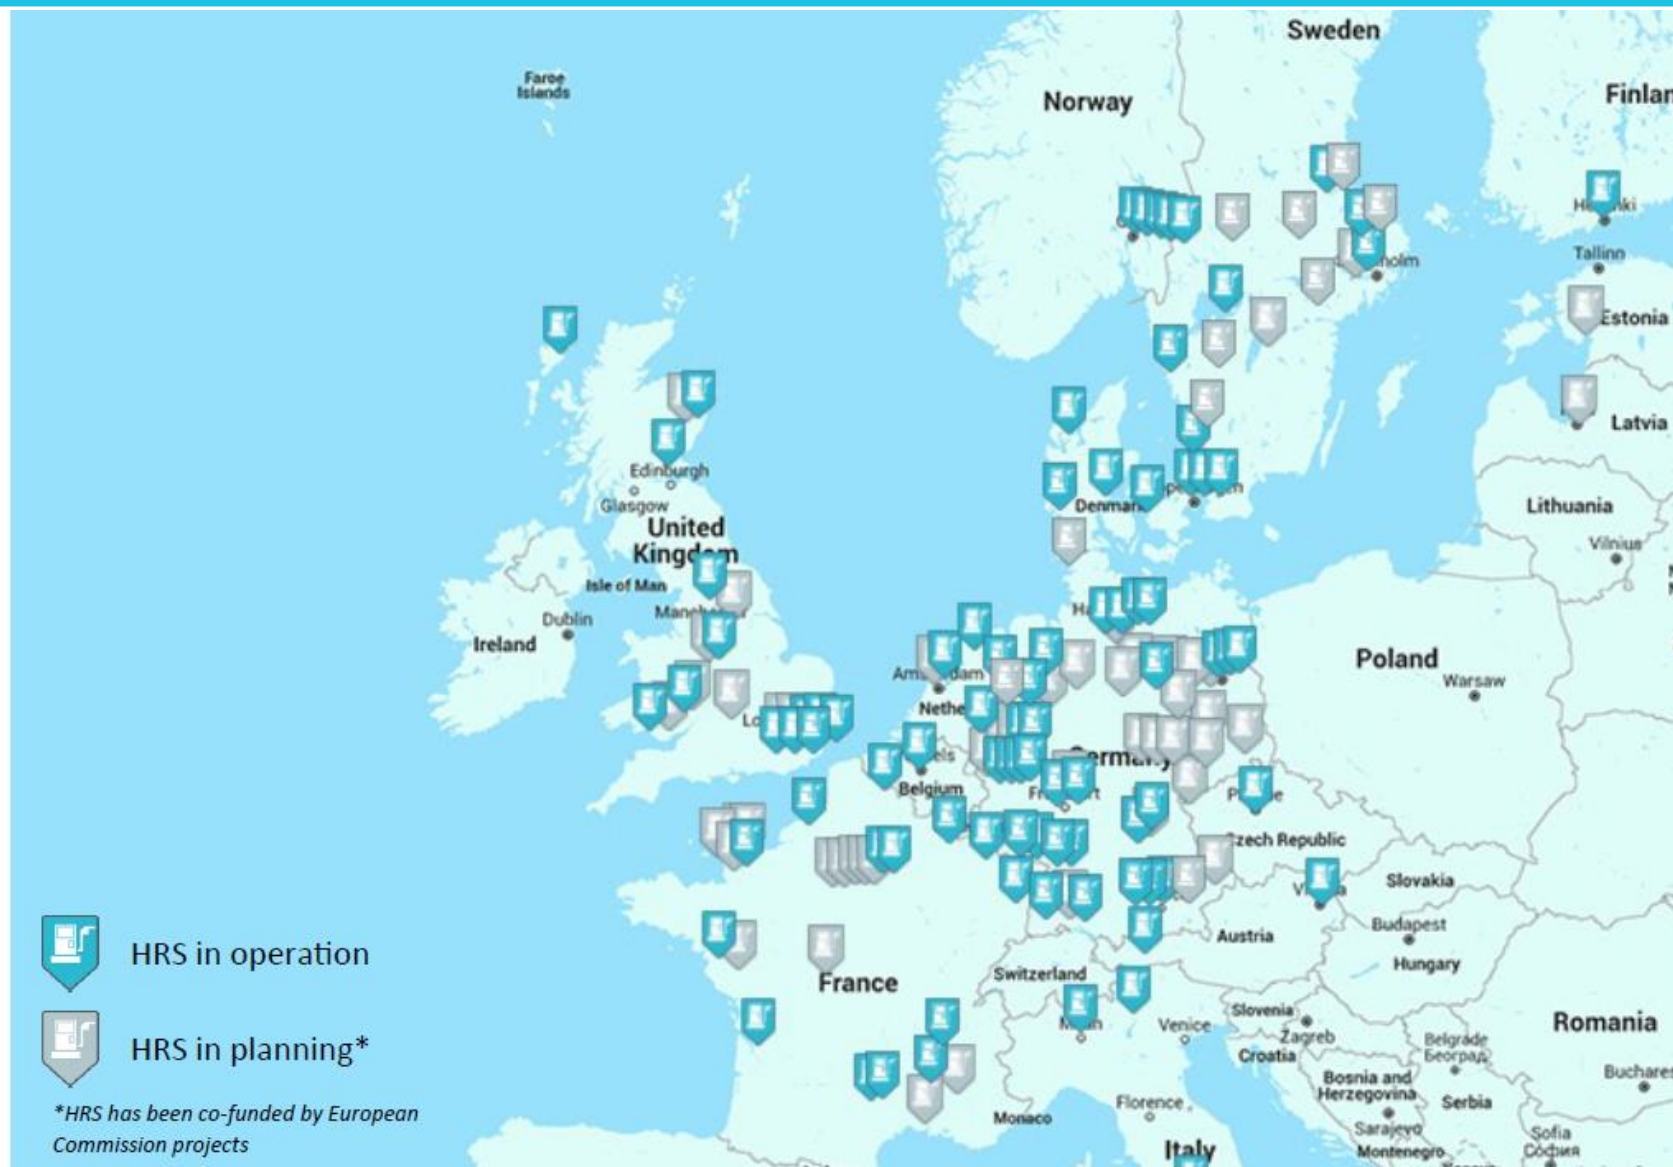 Sweden
Faroe
Islands
Norway
Tallinn
Estonia
Latvia
Edinburgh
Glasgow
United
Kingdom
Isle of Man
Dublin
Ireland
Lithuania
Vilnius
Poland
Warsaw
Belgium
Czech Republic
Slovakia
Budapest
Austria
Hungary
Switzerland
France
Slovenia
Venice
Zagreb
Croatia
Belgrade
Београд
Romania
Bosnia and
Herzegovina
Serbia
Florence
Monaco
Sarajevo
Montenegro
Sofia
София
Italy
HRS in operation
HRS in planning*
*HRS has been co-funded by European
Commission projects